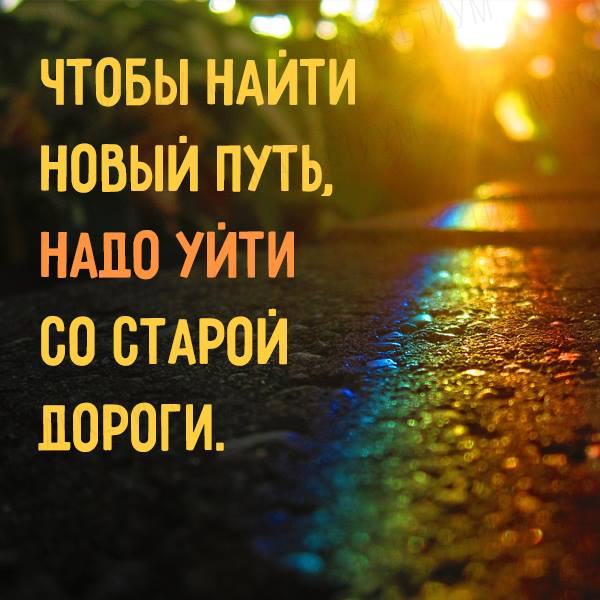 ЧТОБЫ НАЙТИ
НОВЫЙ ПУТЬ,
НАДО УЙТИ
СО СТАРОЙ
ДОРОГИ.